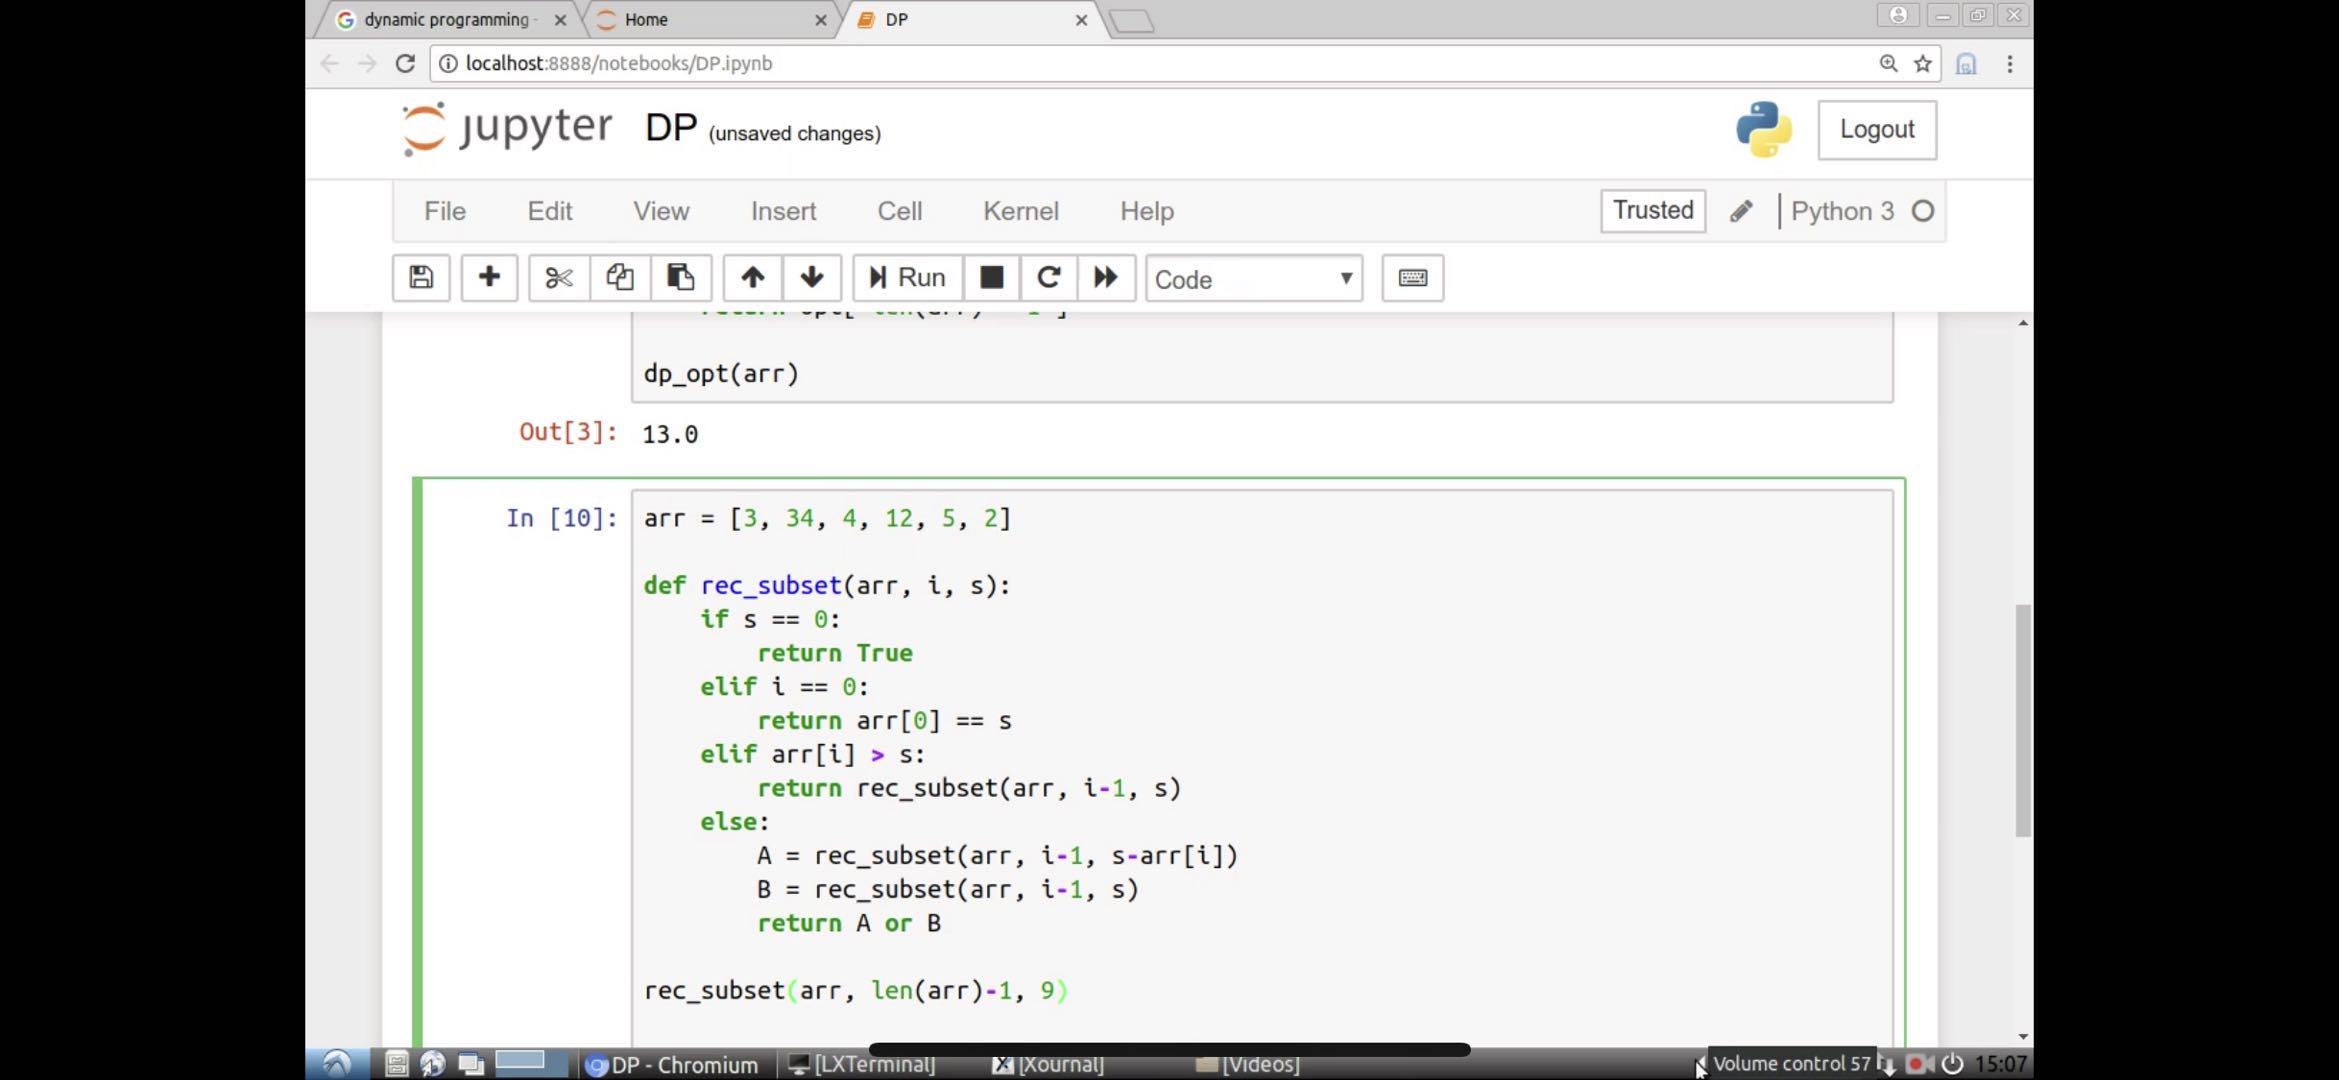 dynamic programming -
Home
DP
localhost:8888/notebooks/DP.ipynb
jupyter DP (unsaved changes)
Logout
File Edit View Insert Cell Kernel Help
Trusted Python 3
Run Code
dp_opt(arr)
Out[3]: 13.0
In [10]: arr = [3, 34, 4, 12, 5, 2]
def rec_subset(arr, i, s):
if s == 0:
return True
elif i == 0:
return arr[0] == s
elif arr[i] > s:
return rec_subset(arr, i-1, s)
else:
A = rec_subset(arr, i-1, s-arr[i])
B = rec_subset(arr, i-1, s)
return A or B
rec_subset(arr, len(arr)-1, 9)
DP - Chromium [LXTerminal] [Xournal] [Videos] Volume control 57 15:07